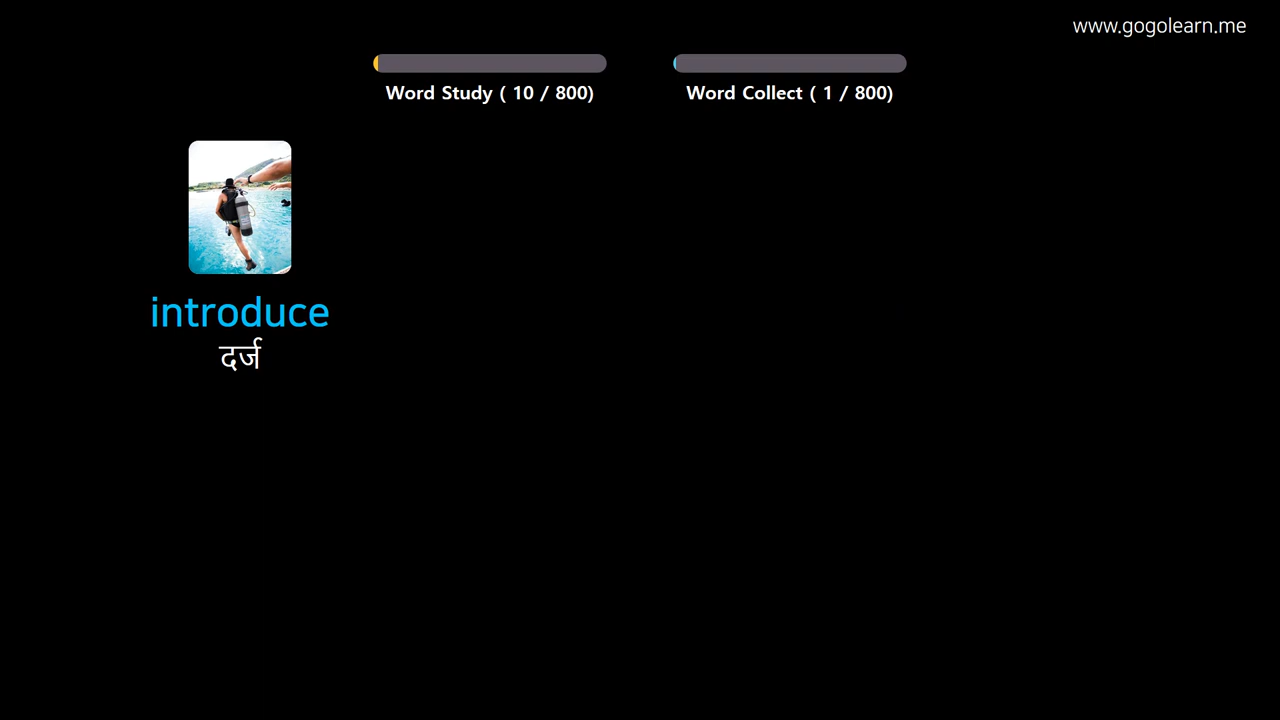 www.gogolearn.me
Word Study ( 10 / 800)
Word Collect ( 1 / 800)
introduce
दर्ज